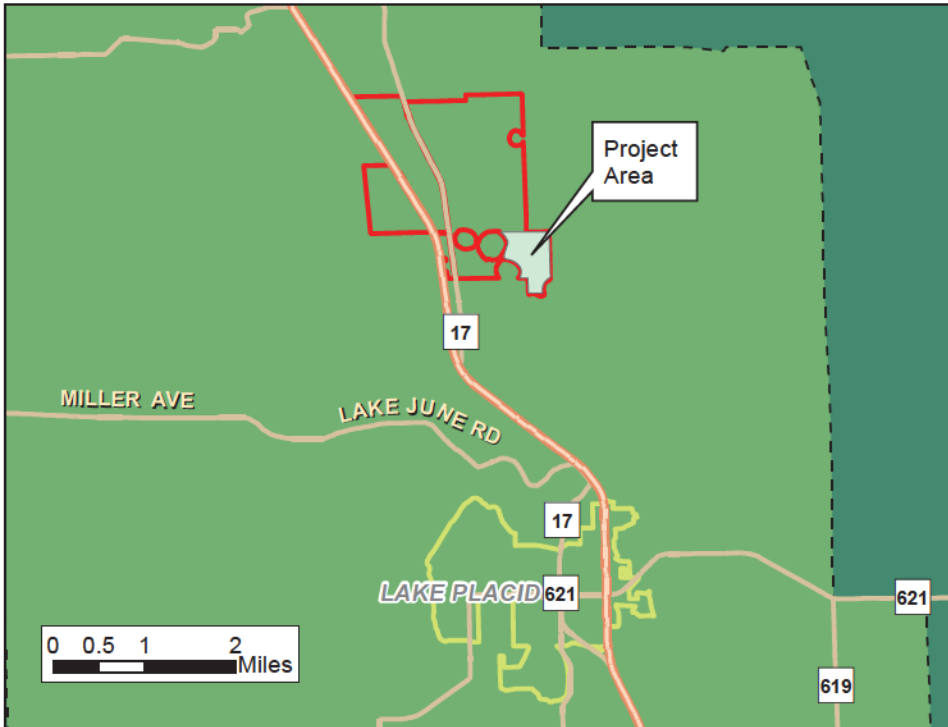 Project
Area
17
MILLER AVE
LAKE JUNE RD
17
LAKE PLACID
621
621
0 0.5 1 2
Miles
619